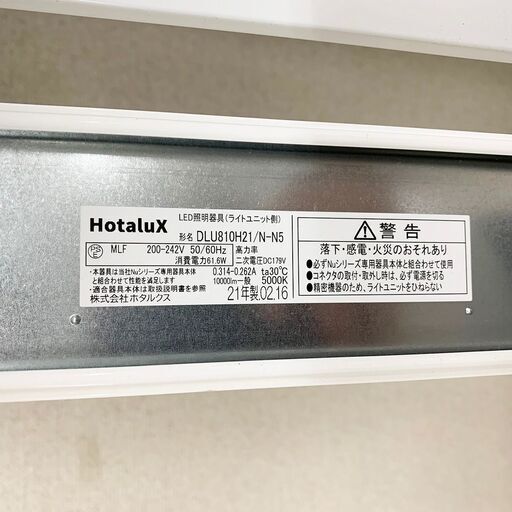 HotaluX
LED照明器具(ライトユニット側)
形名 DLU810H21/N-N5
PSE MLF 200-242V 50/60Hz 高力率
消費電力61.6W 二次電圧DC179V
・本器具は当社Nuシリーズ専用器具本体と組合わせて性能を満足します
0.314-0.262A ta30℃
10000lm一般 5000K
・適合器具本体は取扱説明書を参照
株式会社ホタルクス
21年製02.16
警告
落下・感電・火災のおそれあり
●必ずNuシリーズ専用器具本体と組合わせて使用
●コネクタの取付・取外し時は、必ず電源を切る
●精密機器のため、ライトユニットをひねらない